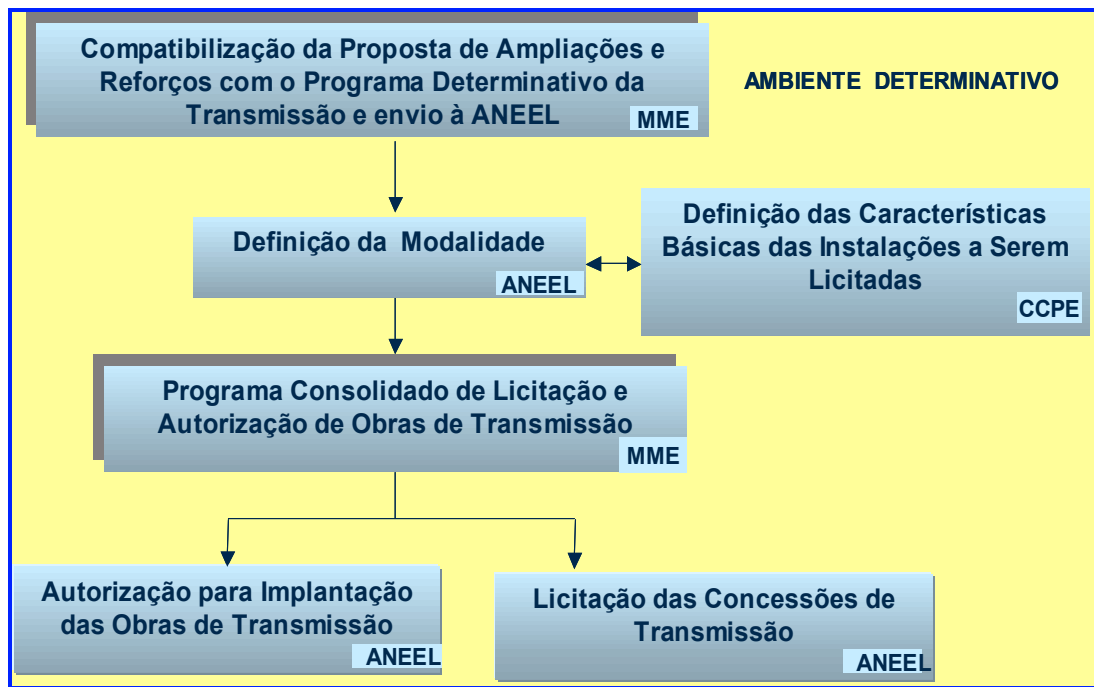 Compatibilização da Proposta de Ampliações e
Reforços com o Programa Determinativo da
Transmissão e envio à ANEEL
MME
AMBIENTE DETERMINATIVO
Definição da Modalidade
ANEEL
Definição das Características
Básicas das Instalações a Serem
Licitadas
CCPE
Programa Consolidado de Licitação e
Autorização de Obras de Transmissão
MME
Autorização para Implantação
das Obras de Transmissão
ANEEL
Licitação das Concessões de
Transmissão
ANEEL